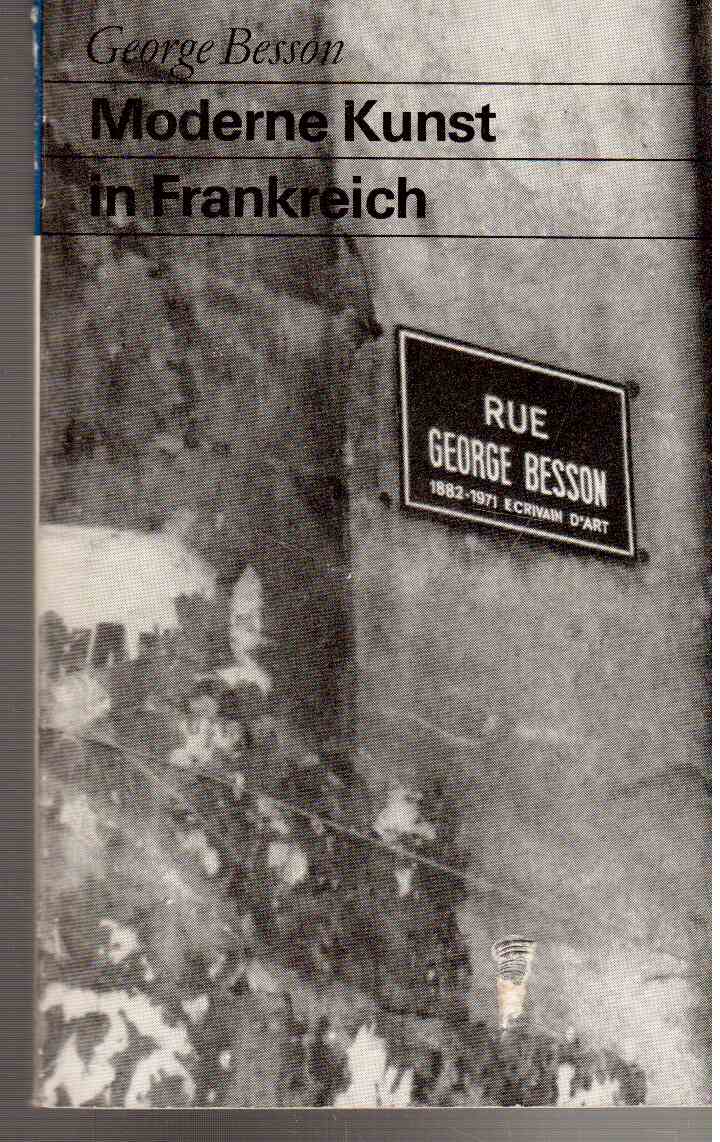 George Besson
Moderne Kunst
in Frankreich
RUE
GEORGE BESSON
1882-1971 ECRIVAIN D'ART